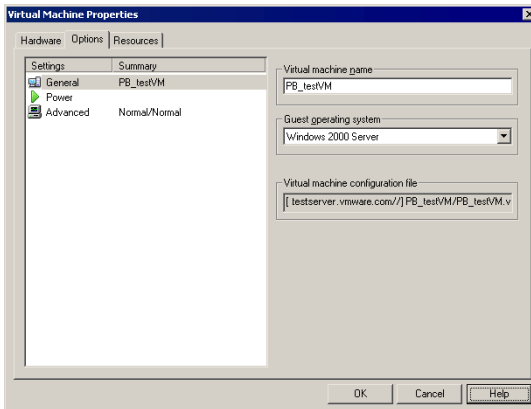 Virtual Machine Properties
Hardware Options Resources
Settings Summary
General PB_testVM
Power
Advanced Normal/Normal
Virtual machine name
PB_testVM
Guest operating system
Windows 2000 Server
Virtual machine configuration file
[ testserver.vmware.com//] PB_testVM/PB_testVM.v
OK Cancel Help